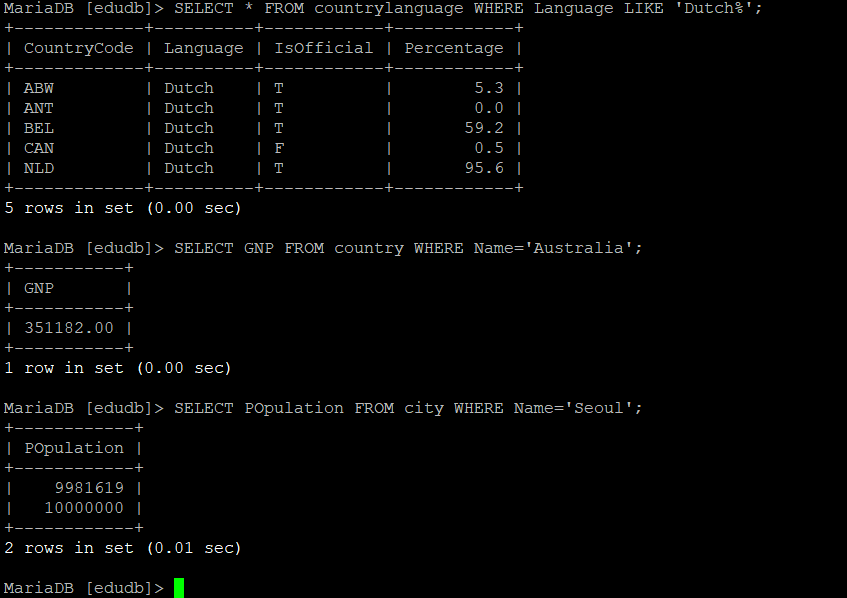 MariaDB [edudb]> SELECT * FROM countrylanguage WHERE Language LIKE 'Dutch%';
+-------------+----------+------------+------------+
| CountryCode | Language | IsOfficial | Percentage |
+-------------+----------+------------+------------+
| ABW         | Dutch    | T          |        5.3 |
| ANT         | Dutch    | T          |        0.0 |
| BEL         | Dutch    | T          |       59.2 |
| CAN         | Dutch    | F          |        0.5 |
| NLD         | Dutch    | T          |       95.6 |
+-------------+----------+------------+------------+
5 rows in set (0.00 sec)
MariaDB [edudb]> SELECT GNP FROM country WHERE Name='Australia';
+-----------+
| GNP       |
+-----------+
| 351182.00 |
+-----------+
1 row in set (0.00 sec)
MariaDB [edudb]> SELECT POpulation FROM city WHERE Name='Seoul';
+------------+
| POpulation |
+------------+
|    9981619 |
|   10000000 |
+------------+
2 rows in set (0.01 sec)
MariaDB [edudb]>